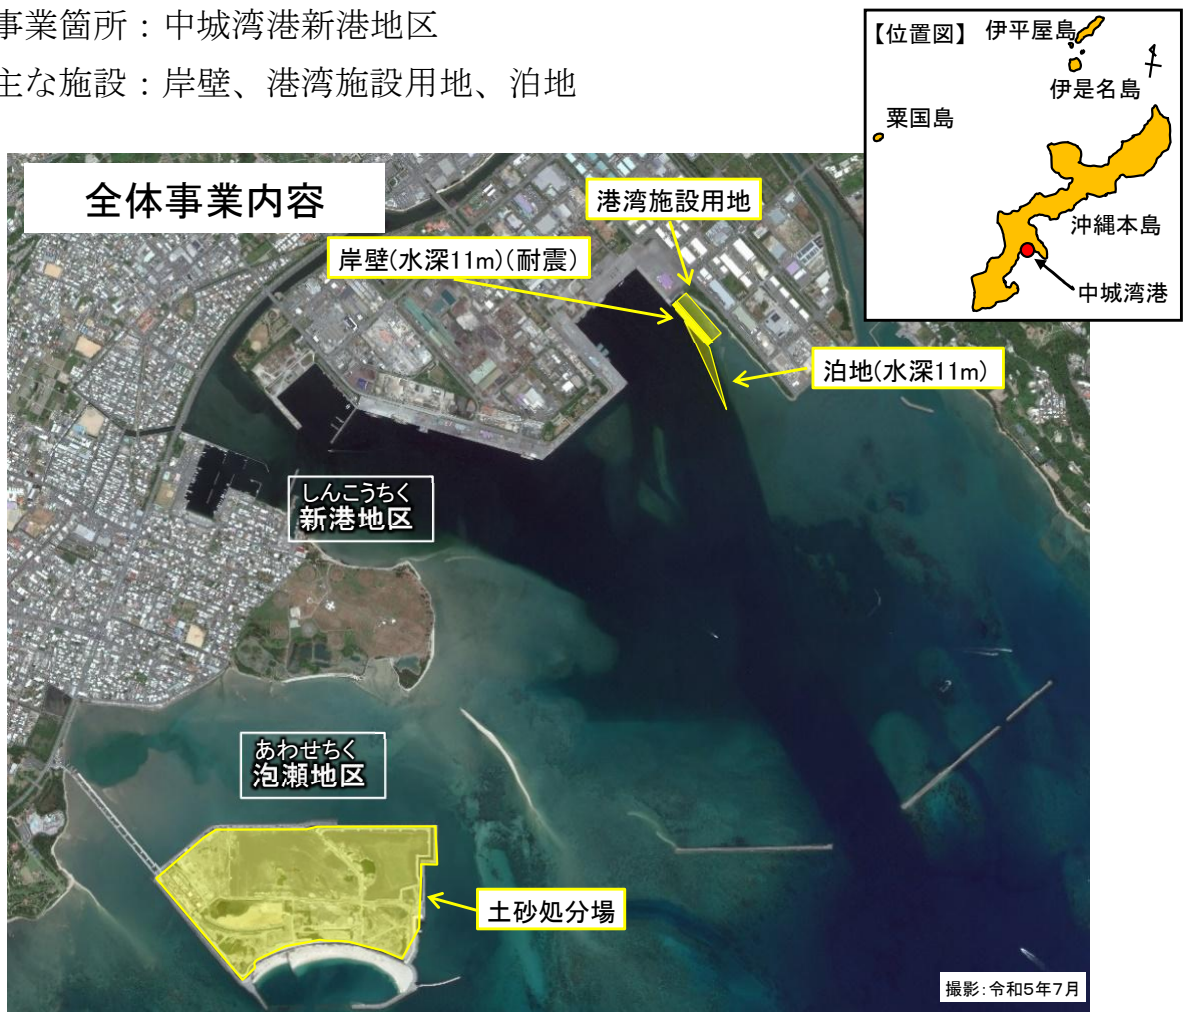 事業箇所：中城湾港新港地区
主な施設：岸壁、港湾施設用地、泊地
【位置図】
伊平屋島
伊是名島
粟国島
沖縄本島
中城湾港
全体事業内容
港湾施設用地
岸壁(水深11m)(耐震)
泊地(水深11m)
しんこうちく
新港地区
あわせちく
泡瀬地区
土砂処分場
撮影：令和5年7月